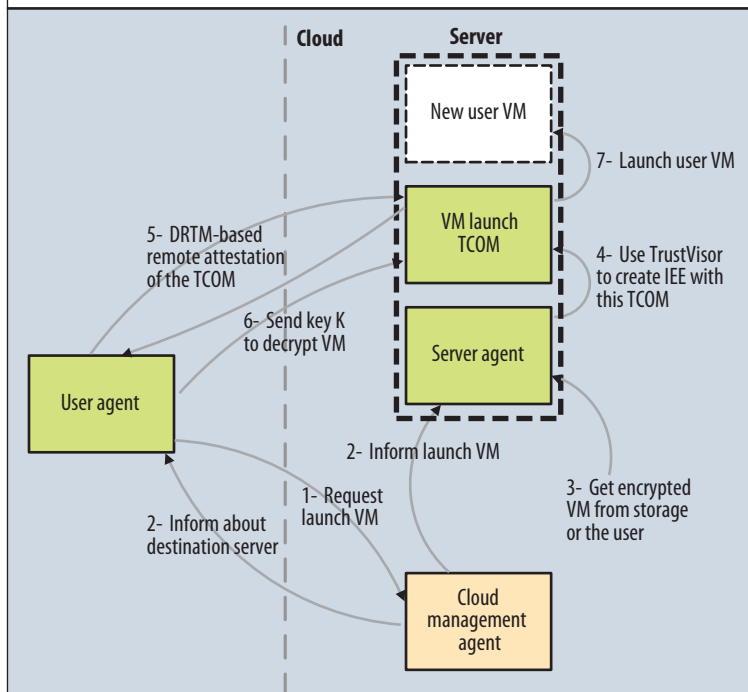 Cloud
Server
New user VM
7- Launch user VM
VM launch
TCOM
5- DRTM-based
remote attestation
of the TCOM
4- Use TrustVisor
to create IEE with
this TCOM
6- Send key K
to decrypt VM
Server agent
User agent
2- Inform launch VM
1- Request
launch VM
3- Get encrypted
VM from storage
or the user
2- Inform about
destination server
Cloud
management
agent